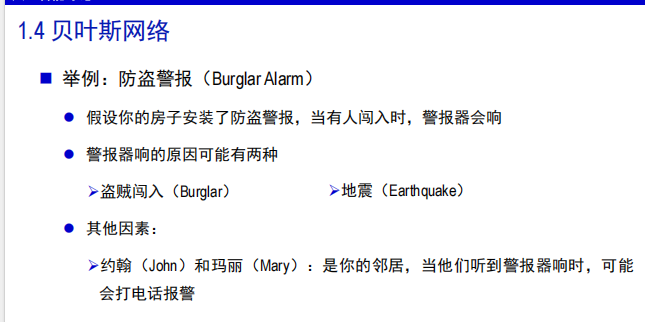 1.4 贝叶斯网络
举例：防盗警报（Burglar Alarm）
假设你的房子安装了防盗警报，当有人闯入时，警报器会响
警报器响的原因可能有两种
盗贼闯入（Burglar） 地震（Earthquake）
其他因素：
约翰（John）和玛丽（Mary）：是你的邻居，当他们听到警报器响时，可能
会打电话报警